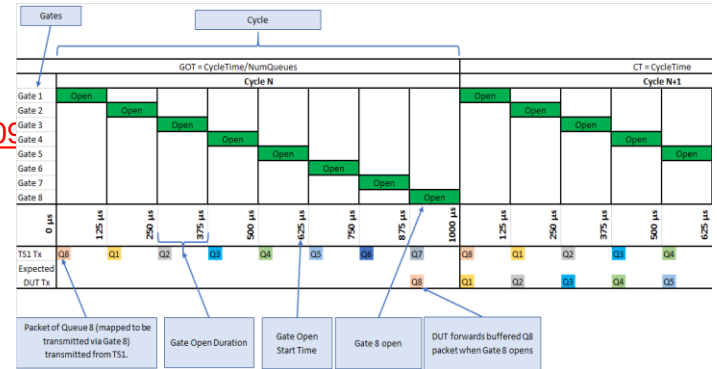 Gates
Cycle
GOT = CycleTime/NumQueues
CT = CycleTime
Cycle N
Cycle N+1
Gate 1 Open Open
Gate 2 Open Open
Gate 3 Open Open
09
Gate 4 Open Open
Gate 5 Open Open
Gate 6 Open
Gate 7 Open
Gate 8 Open
0 µs 125 µs 250 µs 375 µs 500 µs 625 µs 750 µs 875 µs 1000 µs 125 µs 250 µs 375 µs 500 µs 625 µs
TS1 Tx Q8 Q1 Q2 Q3 Q4 Q5 Q6 Q7 Q8 Q1 Q2 Q3 Q4
Expected
DUT Tx Q8 Q1 Q2 Q3 Q4 Q5
Packet of Queue 8 (mapped to be
transmitted via Gate 8)
transmitted from TS1.
Gate Open Duration
Gate Open
Start Time
Gate 8 open
DUT forwards buffered Q8
packet when Gate 8 opens